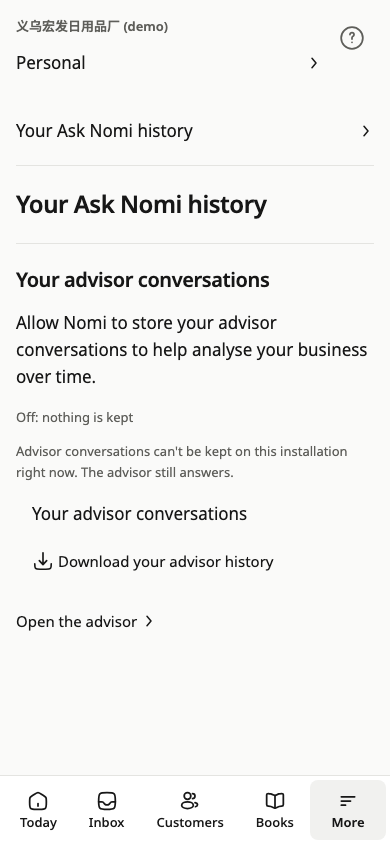 义乌宏发日用品厂 (demo)
Personal
Your Ask Nomi history
Your Ask Nomi history
Your advisor conversations
Allow Nomi to store your advisor
conversations to help analyse your business
over time.
Off: nothing is kept
Advisor conversations can't be kept on this installation
right now. The advisor still answers.
Your advisor conversations
Download your advisor history
Open the advisor
Today
Inbox
Customers
Books
More